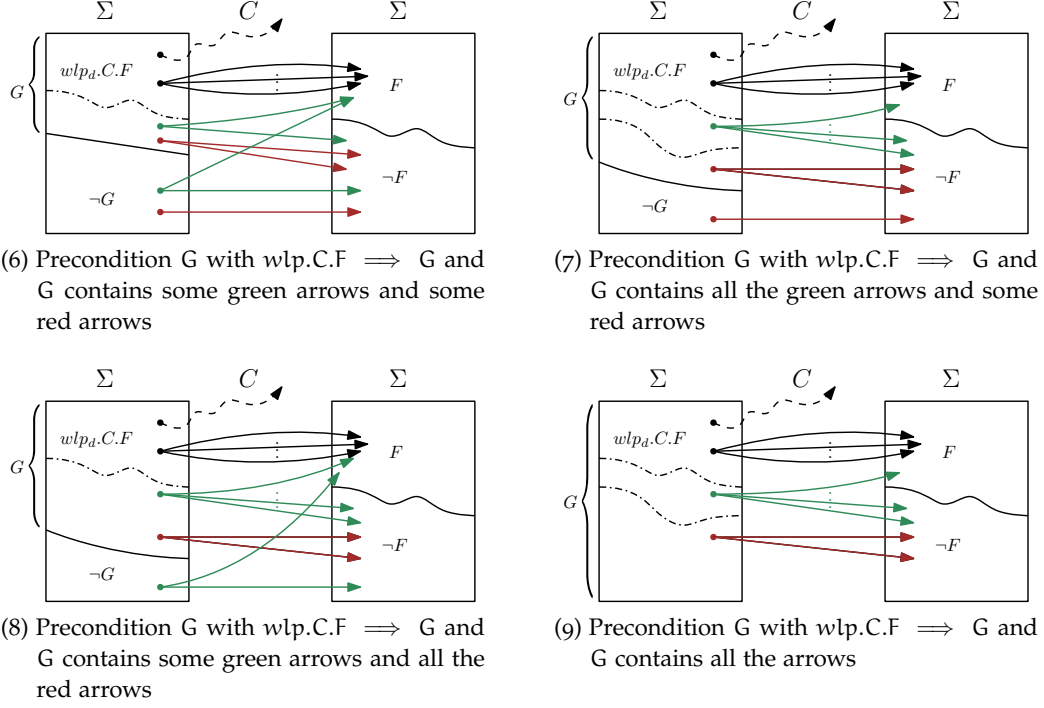 Σ C Σ
wlp_d.C.F
G
F
¬F
¬G
(6) Precondition G with wlp.C.F ⟹ G and
G contains some green arrows and some
red arrows
Σ C Σ
wlp_d.C.F
G
F
¬F
¬G
(7) Precondition G with wlp.C.F ⟹ G and
G contains all the green arrows and some
red arrows
Σ C Σ
wlp_d.C.F
G
F
¬F
¬G
(8) Precondition G with wlp.C.F ⟹ G and
G contains some green arrows and all the
red arrows
Σ C Σ
wlp_d.C.F
F
G
¬F
(9) Precondition G with wlp.C.F ⟹ G and
G contains all the arrows